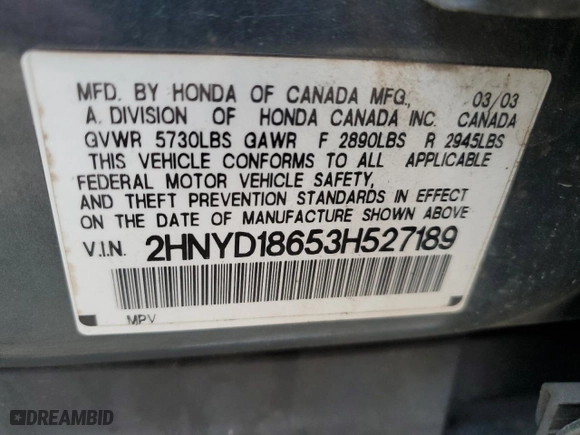 MFD. BY HONDA OF CANADA MFG., 03/03
A. DIVISION OF HONDA CANADA INC. CANADA
GVWR 5730LBS GAWR F 2890LBS R 2945LBS
THIS VEHICLE CONFORMS TO ALL APPLICABLE
FEDERAL MOTOR VEHICLE SAFETY,
AND THEFT PREVENTION STANDARDS IN EFFECT
ON THE DATE OF MANUFACTURE SHOWN ABOVE
V.I.N. 2HNYD18653H527189
MPV
DREAMBID